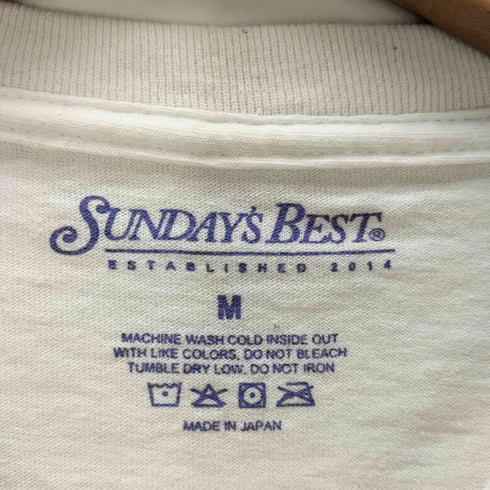 SUNDAY'S BEST®
ESTABLISHED 2014
M
MACHINE WASH COLD INSIDE OUT
WITH LIKE COLORS, DO NOT BLEACH
TUMBLE DRY LOW, DO NOT IRON
MADE IN JAPAN